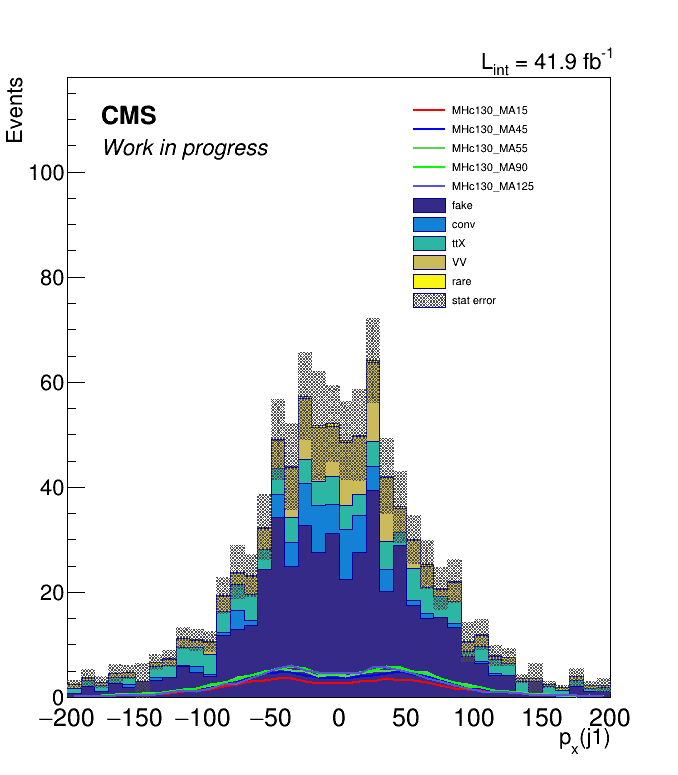 L_int = 41.9 fb^-1
Events
CMS
Work in progress
MHc130_MA15
MHc130_MA45
MHc130_MA55
MHc130_MA90
MHc130_MA125
fake
conv
ttX
VV
rare
stat error
100
80
60
40
20
0
−200 −150 −100 −50 0 50 100 150 200
p_x(j1)